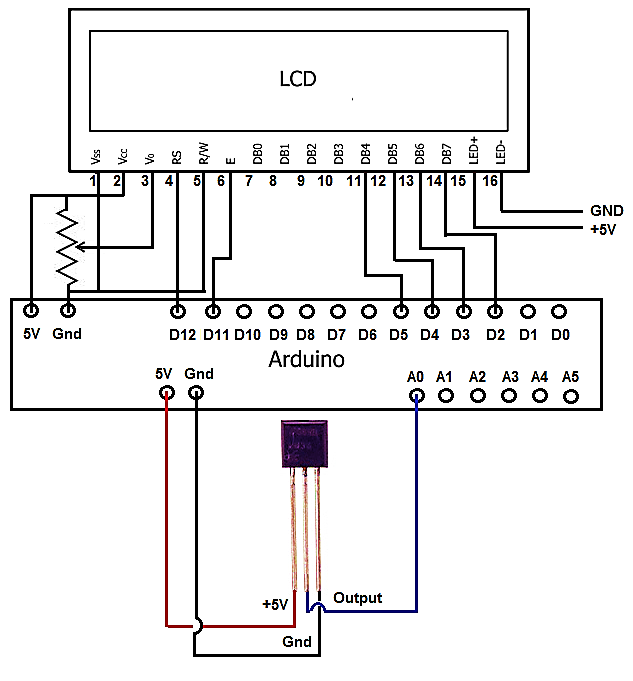 LCD
Vss Vcc Vo RS R/W E DB0 DB1 DB2 DB3 DB4 DB5 DB6 DB7 LED+ LED-
1 2 3 4 5 6 7 8 9 10 11 12 13 14 15 16
GND
+5V
5V Gnd D12 D11 D10 D9 D8 D7 D6 D5 D4 D3 D2 D1 D0
Arduino
5V Gnd A0 A1 A2 A3 A4 A5
+5V Output
Gnd